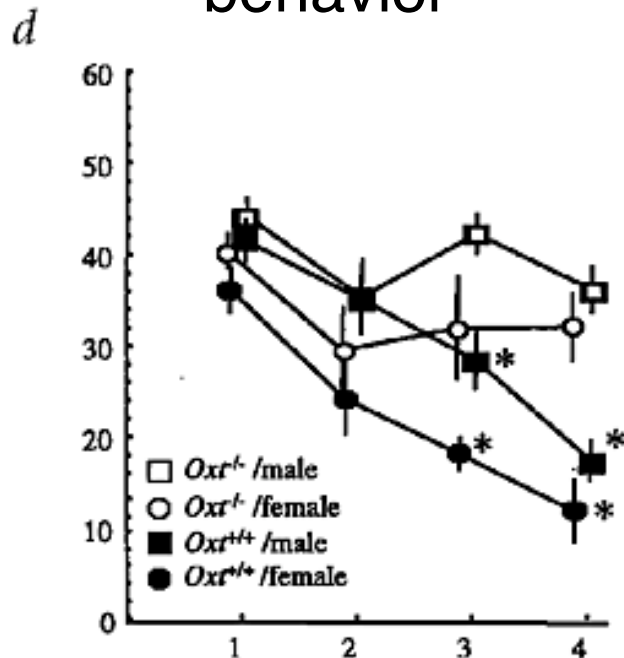 behavior
d
60
50
40
30
20
10
0
*
*
*
*
Oxt-/- /male
Oxt-/- /female
Oxt+/+ /male
Oxt+/+ /female
1 2 3 4